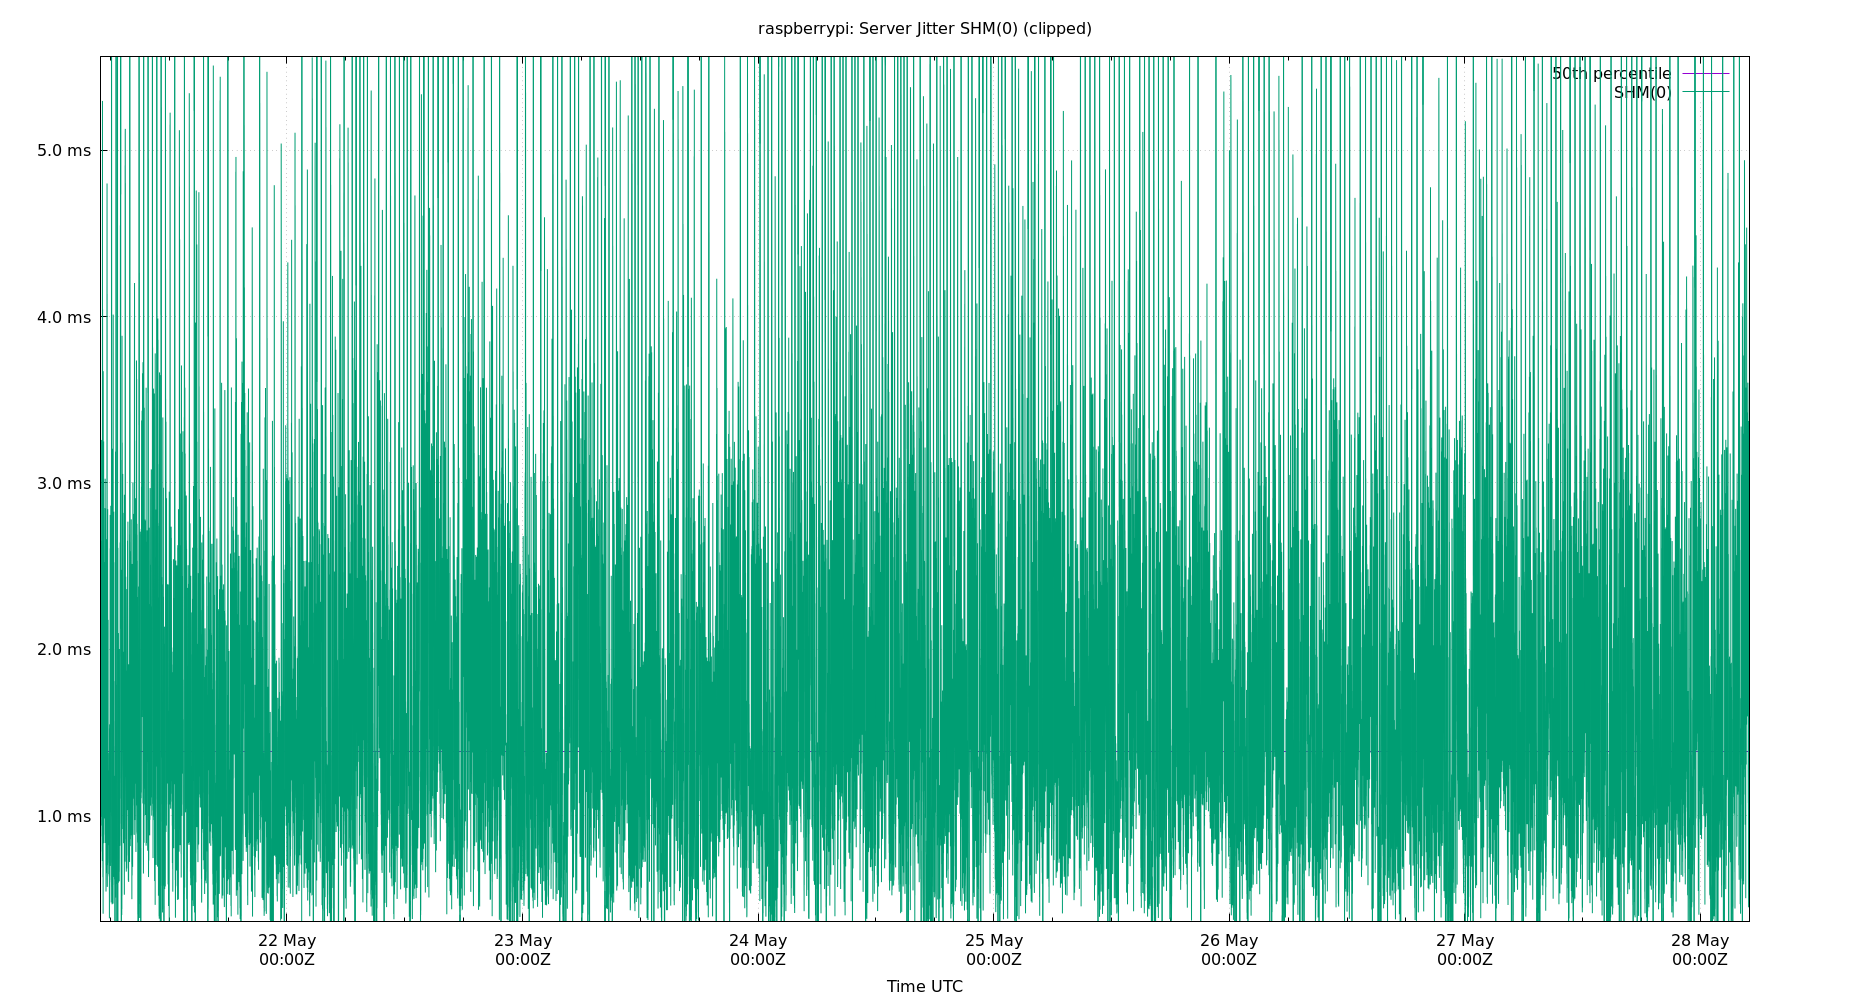 raspberrypi: Server Jitter SHM(0) (clipped)
50th percentile
SHM(0)
5.0 ms
4.0 ms
3.0 ms
2.0 ms
1.0 ms
22 May 23 May 24 May 25 May 26 May 27 May 28 May
00:00Z 00:00Z 00:00Z 00:00Z 00:00Z 00:00Z 00:00Z
Time UTC